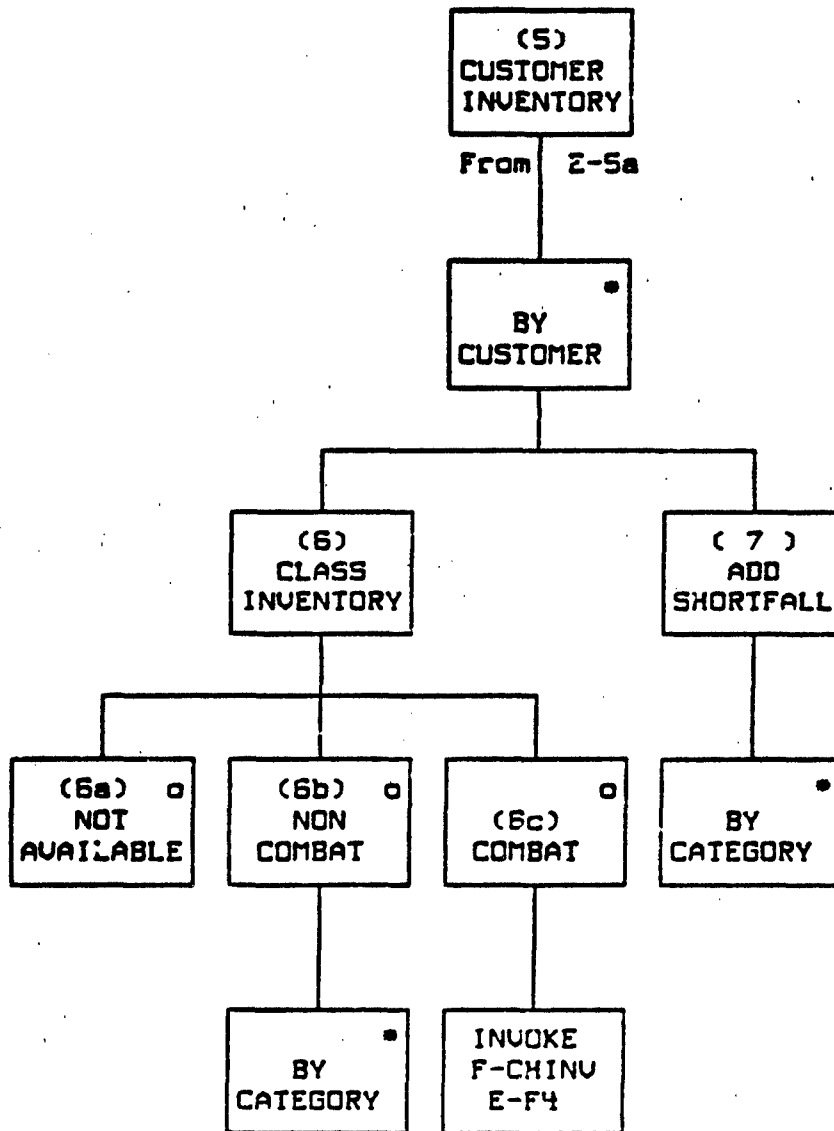 (5)
CUSTOMER
INVENTORY
From 2-5a
*
BY
CUSTOMER
(6)
CLASS
INVENTORY
( 7 )
ADD
SHORTFALL
(6a) o
NOT
AVAILABLE
(6b) o
NON
COMBAT
o
(6c)
COMBAT
*
BY
CATEGORY
*
BY
CATEGORY
INVOKE
F-CHINV
E-F4